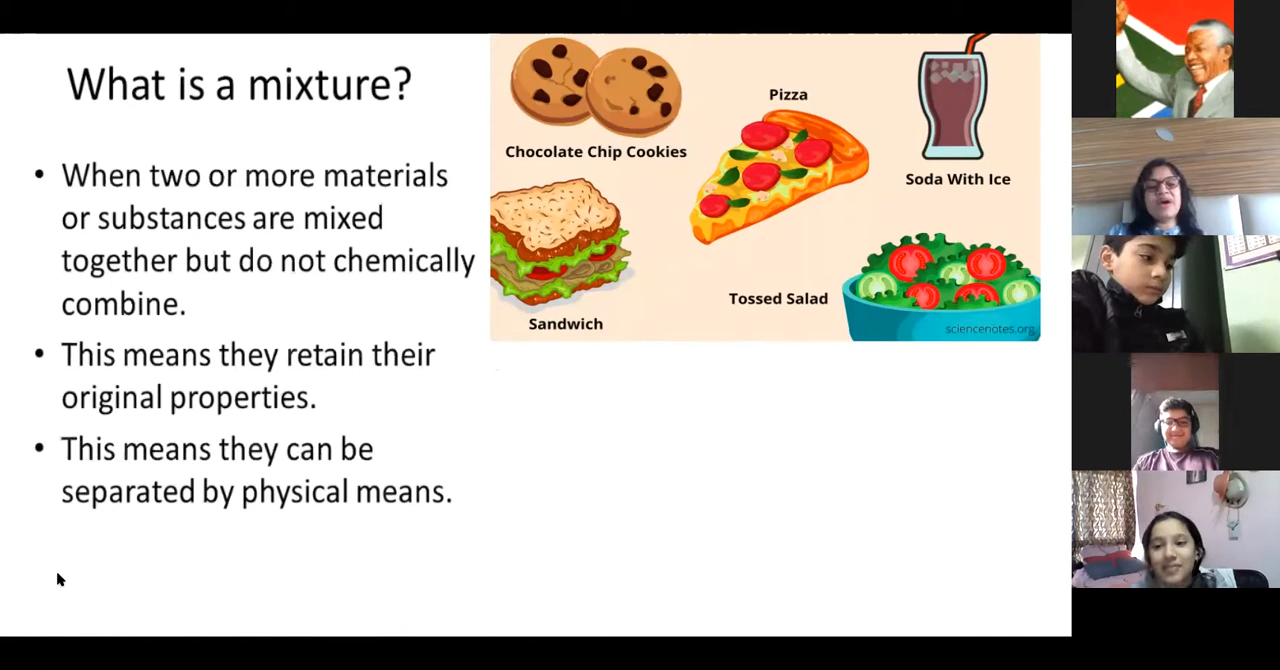 What is a mixture?
• When two or more materials
or substances are mixed
together but do not chemically
combine.
• This means they retain their
original properties.
• This means they can be
separated by physical means.
Chocolate Chip Cookies
Pizza
Soda With Ice
Sandwich
Tossed Salad
sciencenotes.org